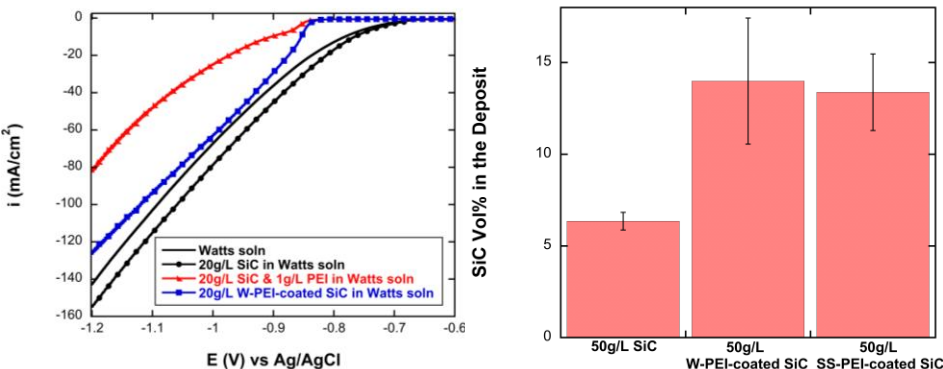 0
-20
-40
-60
-80
-100
-120
-140
-160
i (mA/cm²)
Watts soln
20g/L SiC in Watts soln
20g/L SiC & 1g/L PEI in Watts soln
20g/L W-PEI-coated SiC in Watts soln
-1.2 -1.1 -1 -0.9 -0.8 -0.7 -0.6
E (V) vs Ag/AgCl
15
10
5
0
SiC Vol% in the Deposit
50g/L SiC 50g/L 50g/L
W-PEI-coated SiC SS-PEI-coated SiC